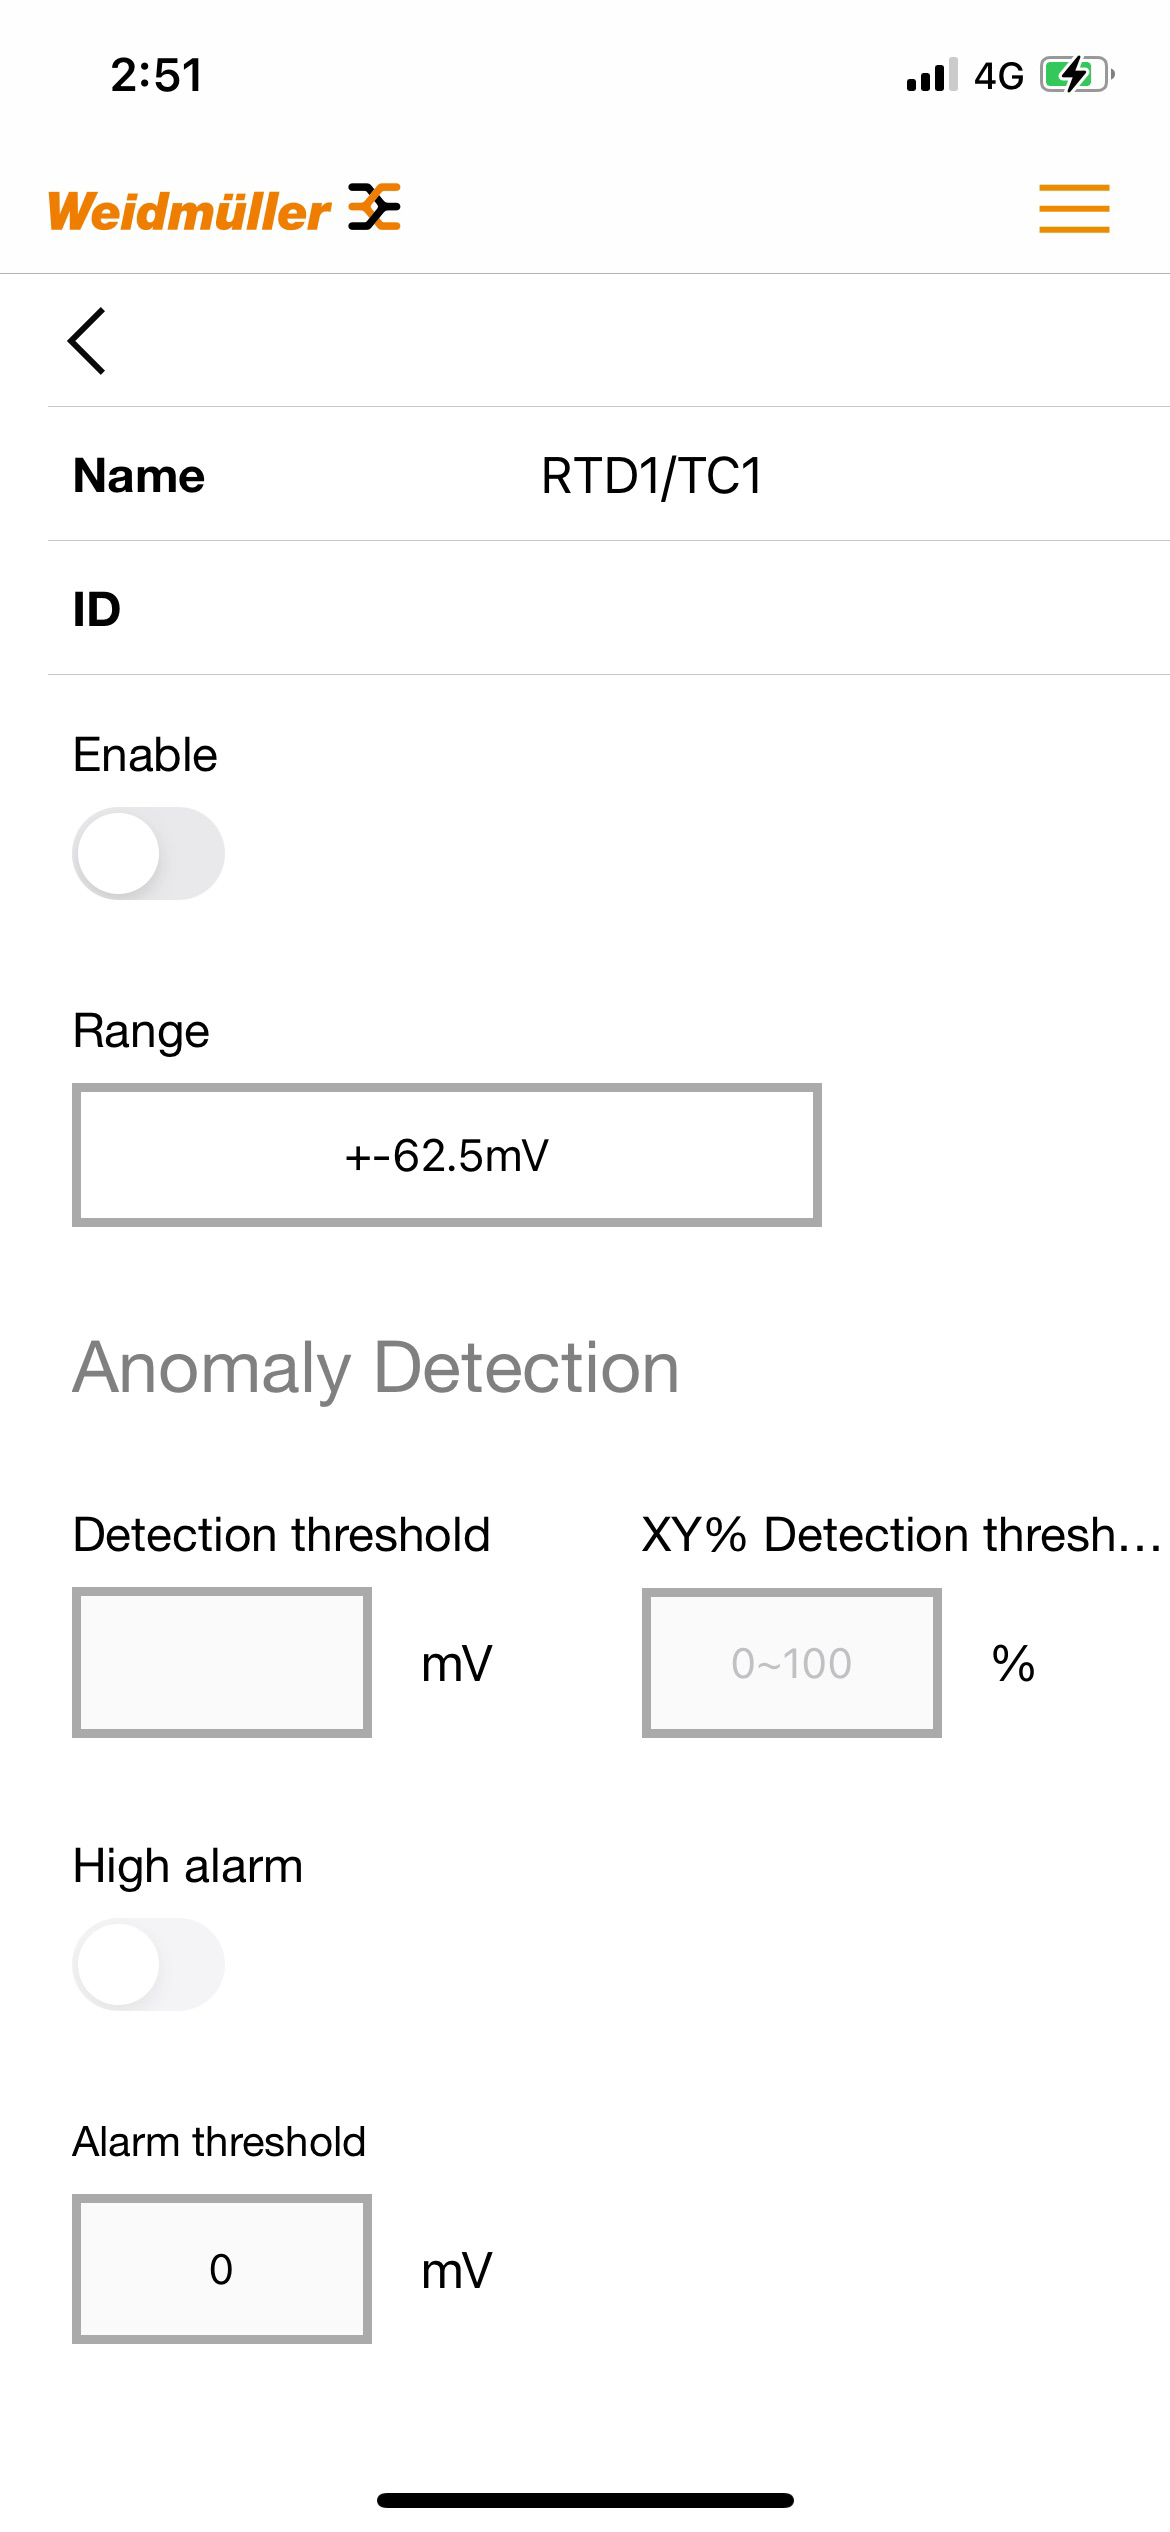 2:51 4G
Weidmüller
Name RTD1/TC1
ID
Enable
Range
+-62.5mV
Anomaly Detection
Detection threshold XY% Detection thresh...
mV 0~100 %
High alarm
Alarm threshold
0 mV